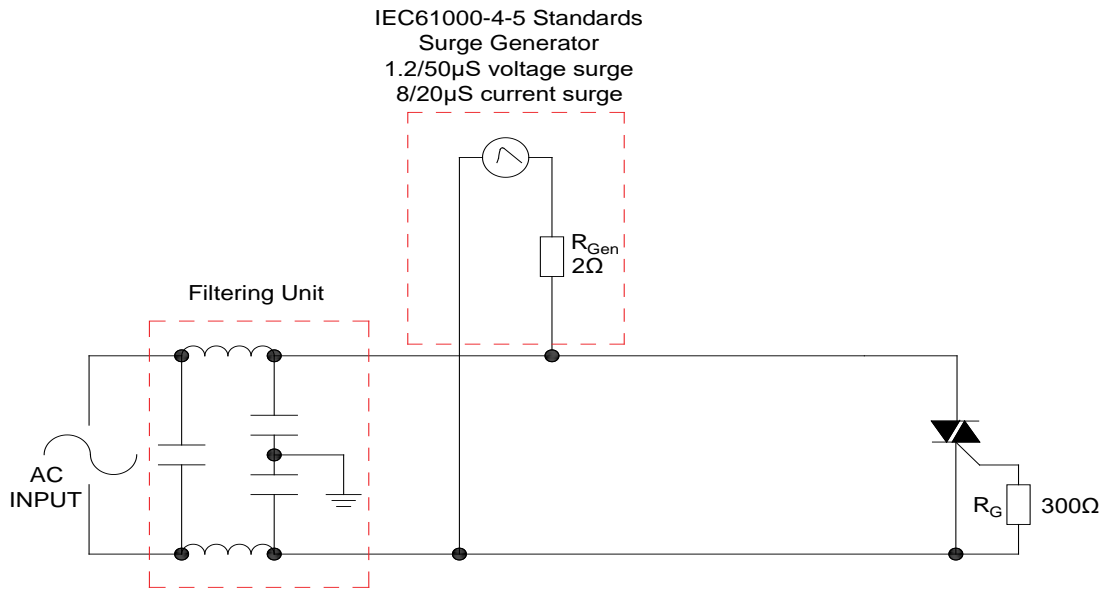 IEC61000-4-5 Standards
Surge Generator
1.2/50µS voltage surge
8/20µS current surge
R_Gen
2Ω
Filtering Unit
AC
INPUT
R_G
300Ω